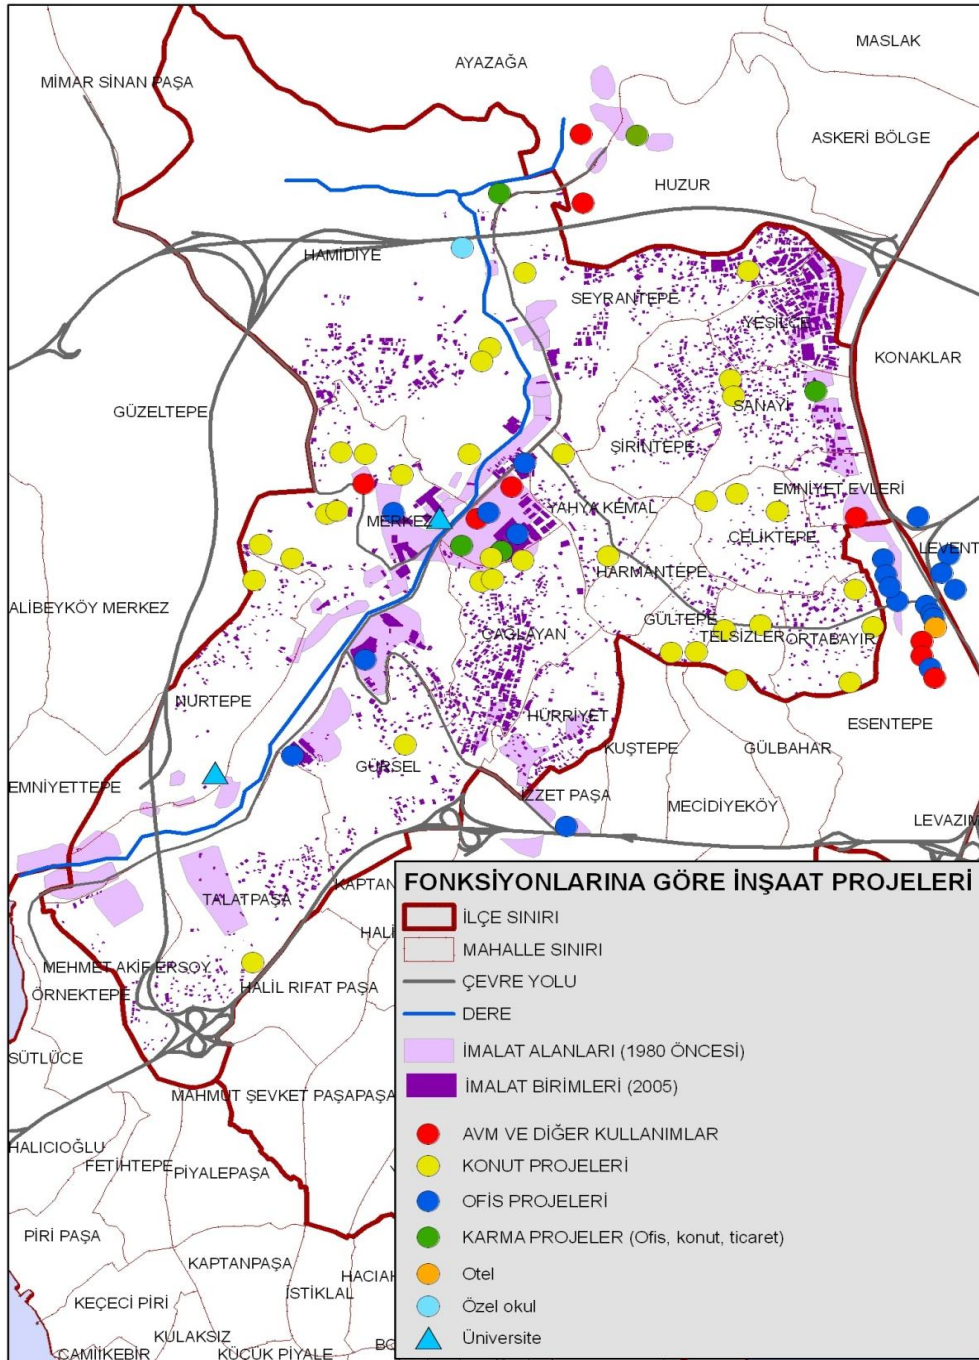 MASLAK
AYAZAĞA
MİMAR SİNAN PAŞA
ASKERİ BÖLGE
HUZUR
HAMİDİYE
SEYRANTEPE
YEŞİLCE
KONAKLAR
GÜZELTEPE
SANAYİ
ŞİRİNTEPE
EMNİYET EVLERİ
MERKEZ
YAHYA KEMAL
ÇELİKTEPE
LEVENT
HARMANTEPE
ALİBEYKÖY MERKEZ
GÜLTEPE
ÇAĞLAYAN
TELSİZLER
ORTABAYIR
NURTEPE
HÜRRİYET
ESENTEPE
KUŞTEPE
GÜLBAHAR
GÜRSEL
EMNİYETTEPE
İZZET PAŞA
MECİDİYEKÖY
LEVAZIM
KAPTAN
TALATPAŞA
HALİ
MEHMET AKİF ERSOY
HALİL RIFAT PAŞA
ÖRNEKTEPE
SÜTLÜCE
MAHMUT ŞEVKET PAŞAPAŞA
HALICIOĞLU
FETİHTEPE
PİYALEPAŞA
PİRİ PAŞA
KAPTANPAŞA
HACIAH
İSTİKLAL
KEÇECİ PİRİ
KULAKSIZ
CAMİİKEBİR
KÜÇÜK PİYALE
FONKSİYONLARINA GÖRE İNŞAAT PROJELERİ
İLÇE SINIRI
MAHALLE SINIRI
ÇEVRE YOLU
DERE
İMALAT ALANLARI (1980 ÖNCESİ)
İMALAT BİRİMLERİ (2005)
AVM VE DİĞER KULLANIMLAR
KONUT PROJELERİ
OFİS PROJELERİ
KARMA PROJELER (Ofis, konut, ticaret)
Otel
Özel okul
Üniversite